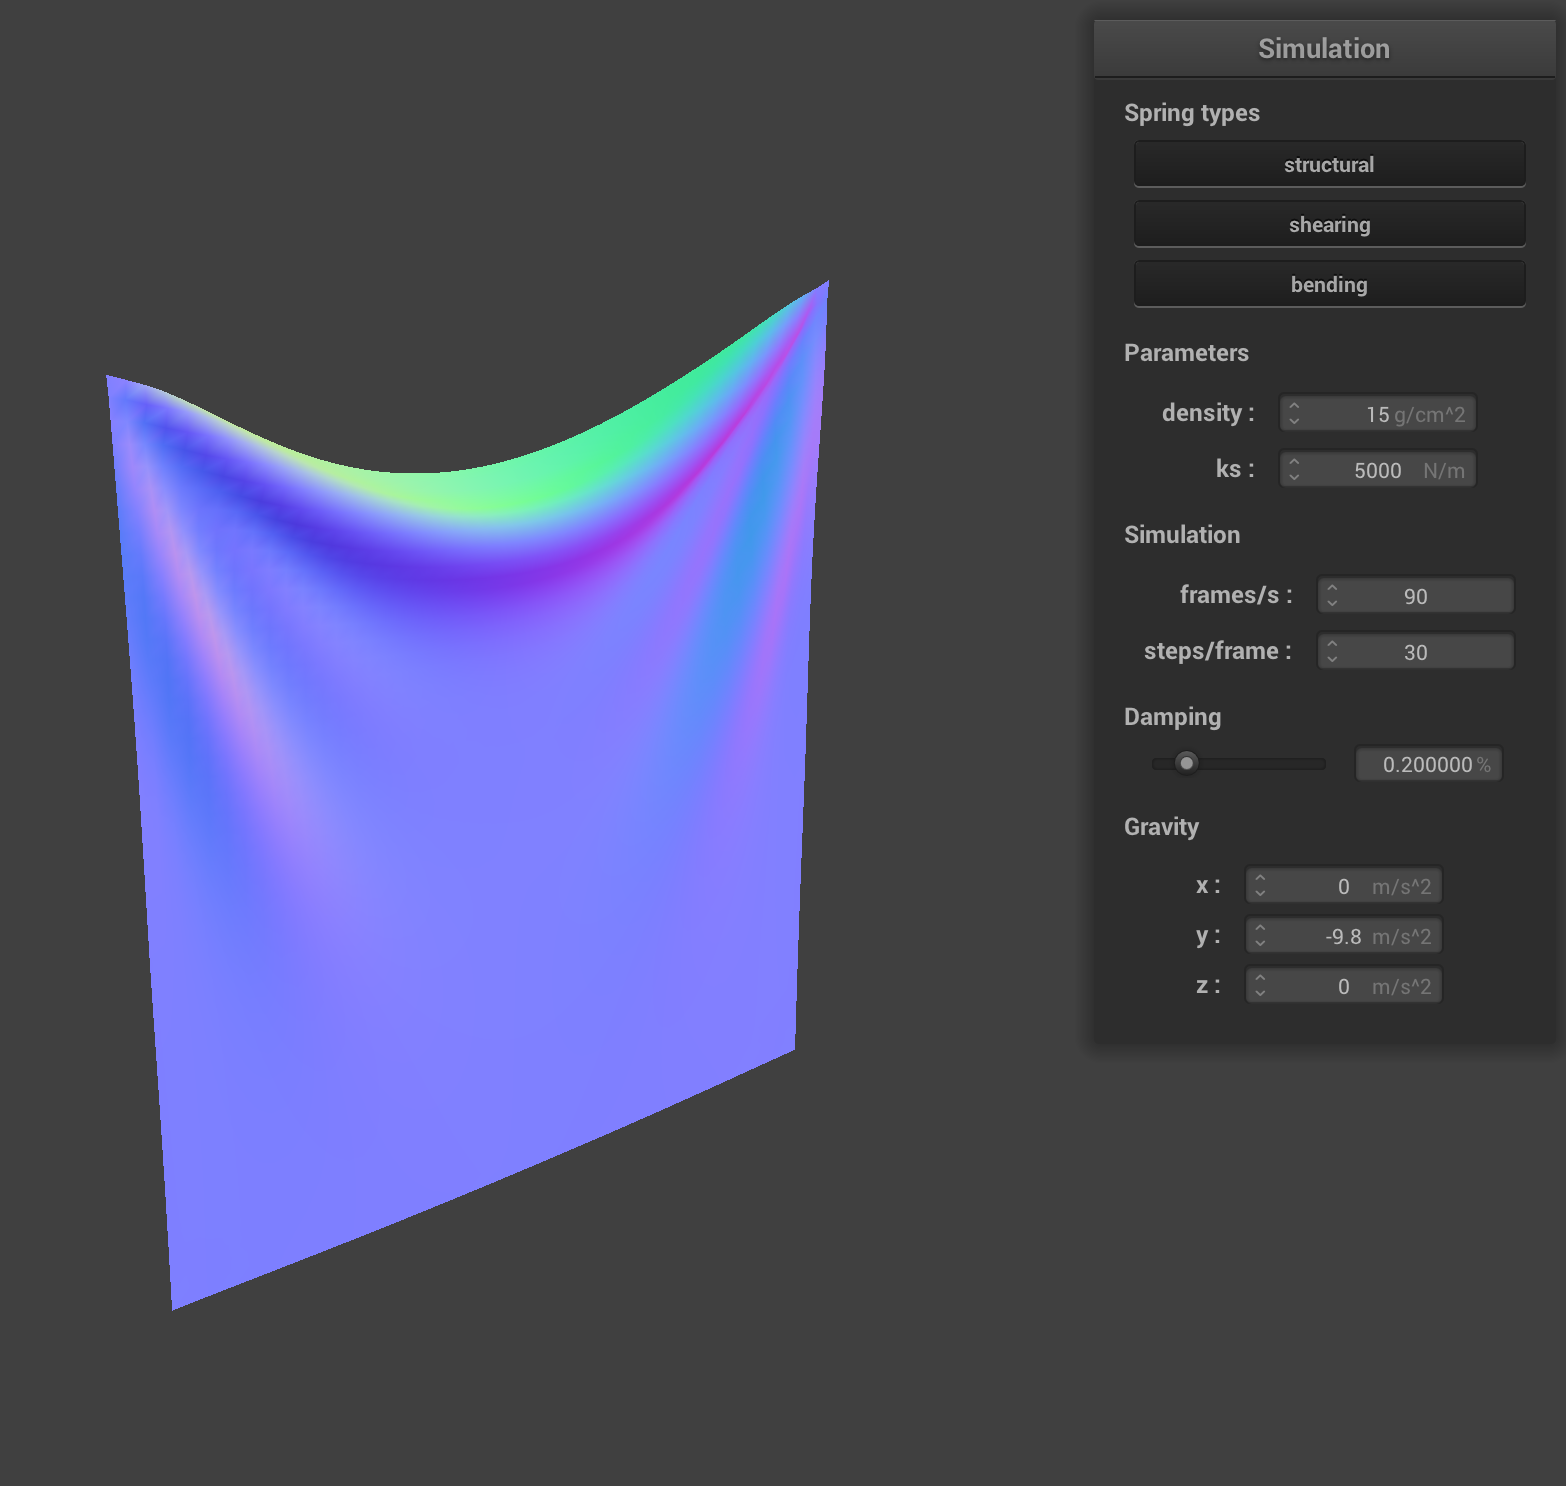 Simulation
Spring types
structural
shearing
bending
Parameters
density : 15 g/cm^2
ks : 5000 N/m
Simulation
frames/s : 90
steps/frame : 30
Damping
0.200000 %
Gravity
x : 0 m/s^2
y : -9.8 m/s^2
z : 0 m/s^2